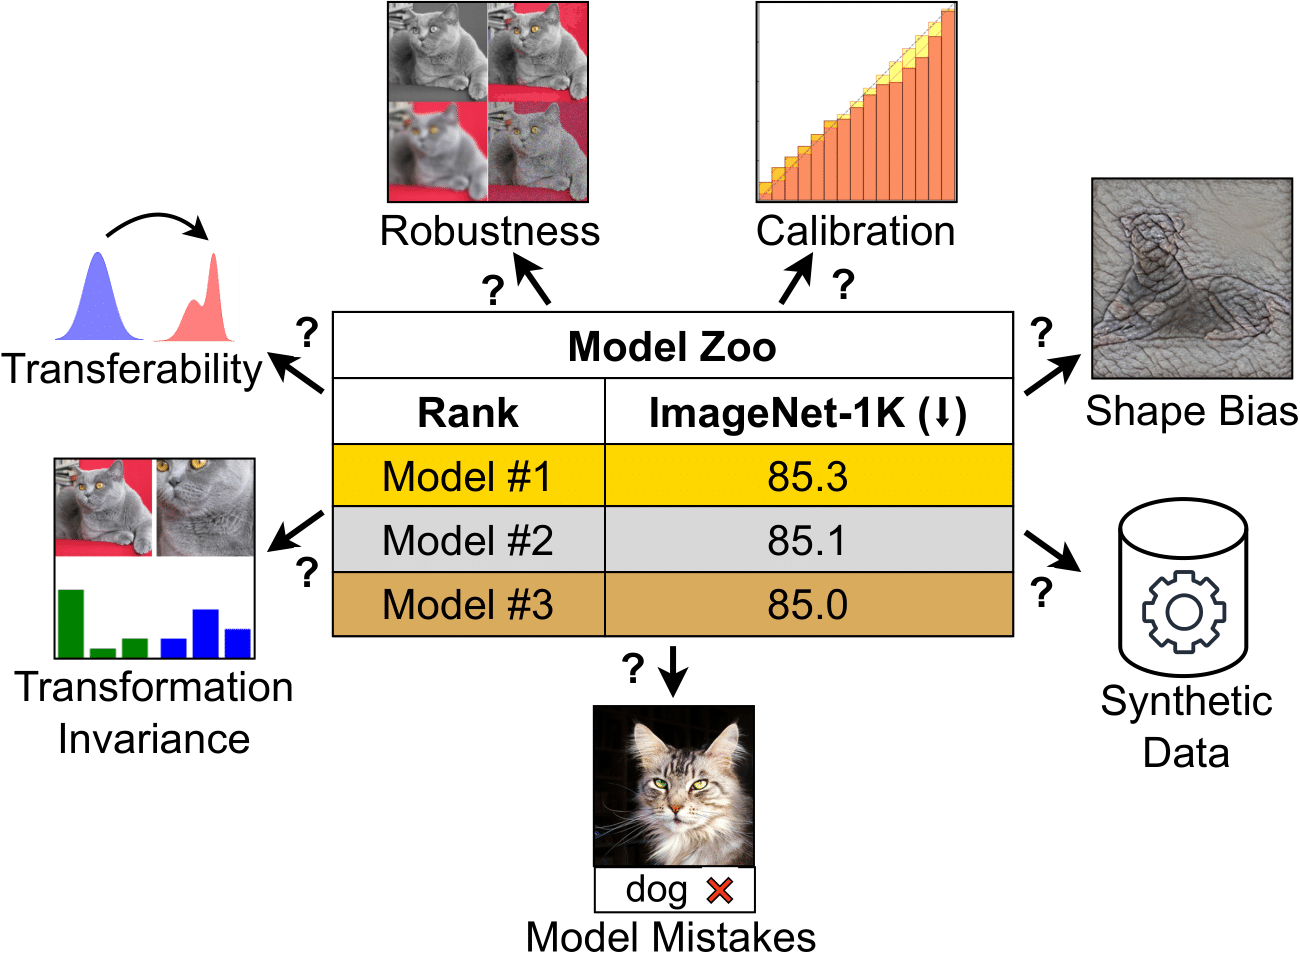 Robustness
Calibration
?
?
?
?
Transferability
Shape Bias
Model Zoo
Rank
ImageNet-1K (⬇)
Model #1
85.3
Model #2
85.1
Model #3
85.0
?
?
Transformation
Invariance
Synthetic
Data
?
dog ❌
Model Mistakes